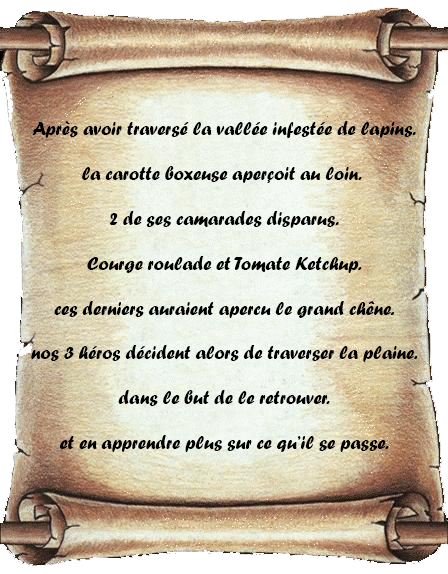 Après avoir traversé la vallée infestée de lapins.
la carotte boxeuse aperçoit au loin.
2 de ses camarades disparus.
Courge roulade et Tomate Ketchup.
ces derniers auraient apercu le grand chêne.
nos 3 héros décident alors de traverser la plaine.
dans le but de le retrouver.
et en apprendre plus sur ce qu'il se passe.